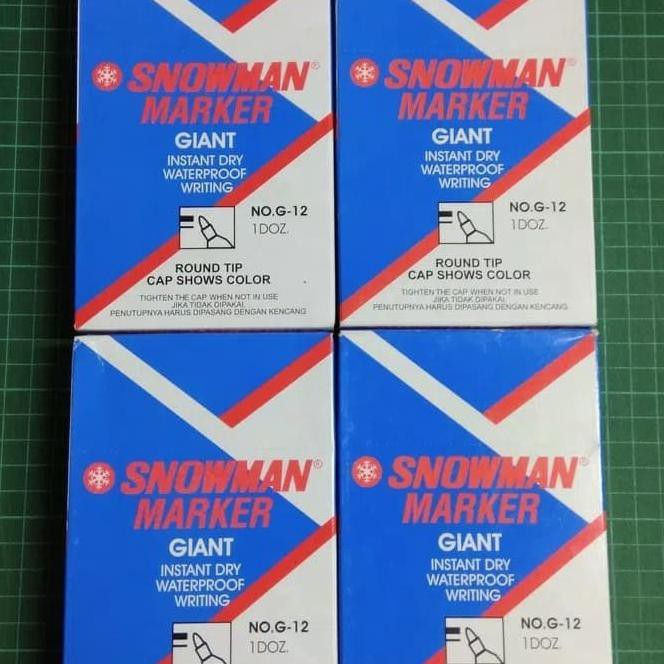 SNOWMAN®
MARKER
GIANT
INSTANT DRY
WATERPROOF
WRITING
NO.G-12
1DOZ.
ROUND TIP
CAP SHOWS COLOR
TIGHTEN THE CAP WHEN NOT IN USE
JIKA TIDAK DIPAKAI,
PENUTUPNYA HARUS DIPASANG DENGAN KENCANG
SNOWMAN®
MARKER
GIANT
INSTANT DRY
WATERPROOF
WRITING
NO.G-12
1DOZ.
ROUND TIP
CAP SHOWS COLOR
TIGHTEN THE CAP WHEN NOT IN USE
JIKA TIDAK DIPAKAI,
PENUTUPNYA HARUS DIPASANG DENGAN KENCANG
SNOWMAN®
MARKER
GIANT
INSTANT DRY
WATERPROOF
WRITING
NO.G-12
1DOZ.
SNOWMAN®
MARKER
GIANT
INSTANT DRY
WATERPROOF
WRITING
NO.G-12
1DOZ.